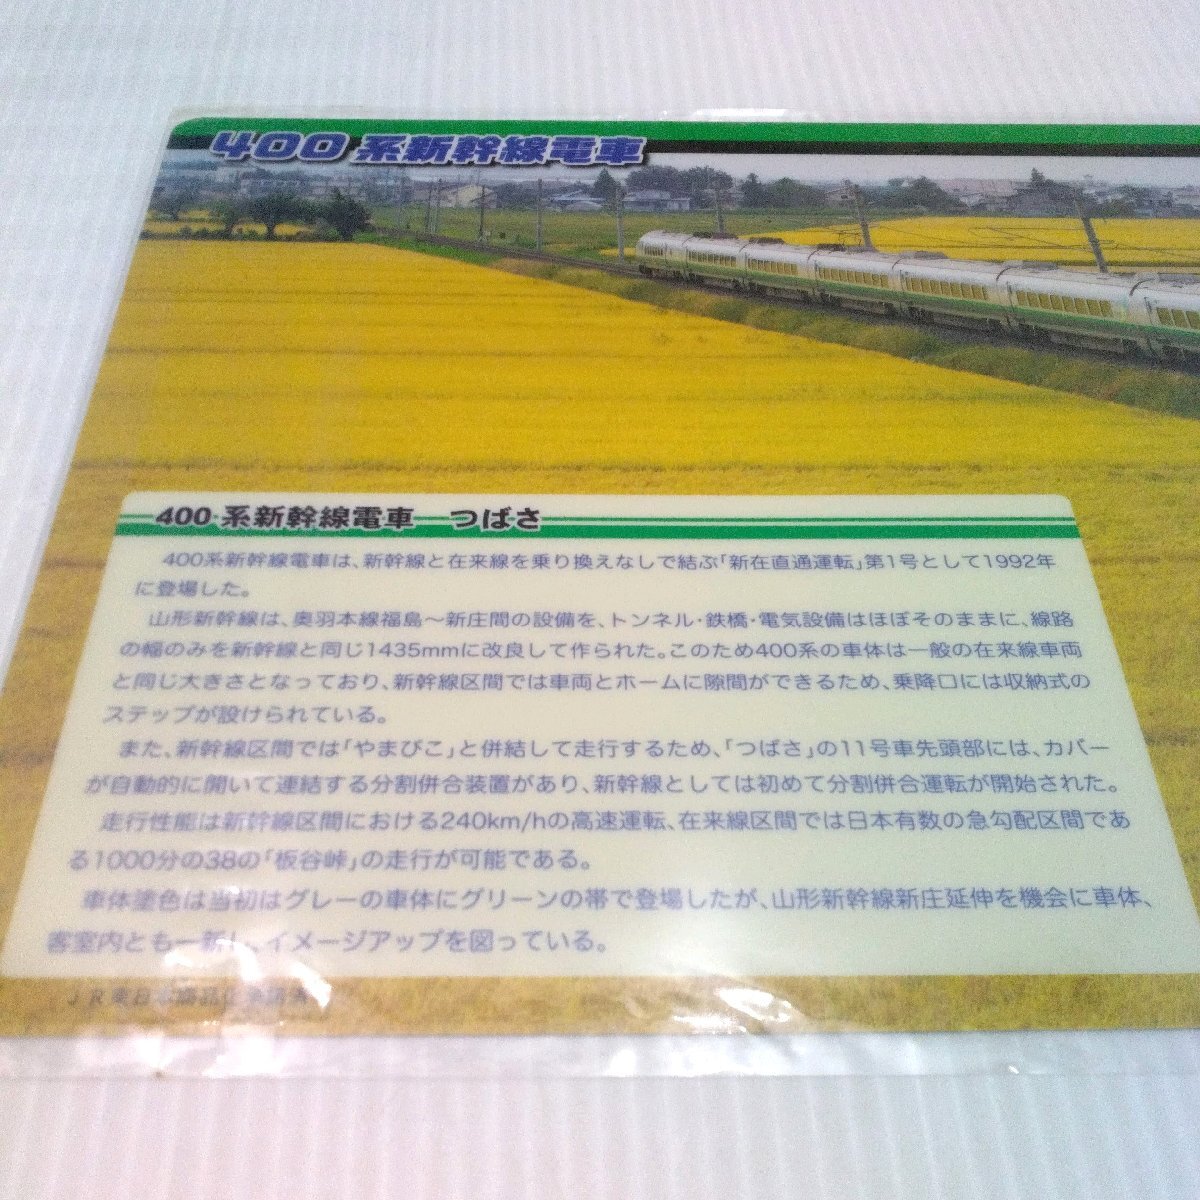 400系新幹線電車
400系新幹線電車 つばさ
400系新幹線電車は、新幹線と在来線を乗り換えなしで結ぶ「新在直通運転」第1号として1992年
に登場した。
山形新幹線は、奥羽本線福島～新庄間の設備を、トンネル・鉄橋・電気設備はほぼそのままに、線路
の幅のみを新幹線と同じ1435mmに改良して作られた。このため400系の車体は一般の在来線車両
と同じ大きさとなっており、新幹線区間では車両とホームに隙間ができるため、乗降口には収納式の
ステップが設けられている。
また、新幹線区間では「やまびこ」と併結して走行するため、「つばさ」の11号車先頭部には、カバー
が自動的に開いて連結する分割併合装置があり、新幹線としては初めて分割併合運転が開始された。
走行性能は新幹線区間における240km/hの高速運転、在来線区間では日本有数の急勾配区間であ
る1000分の38の「板谷峠」の走行が可能である。
車体塗色は当初はグレーの車体にグリーンの帯で登場したが、山形新幹線新庄延伸を機会に車体、
客室内とも一新し、イメージアップを図っている。
JR東日本商品化許諾済